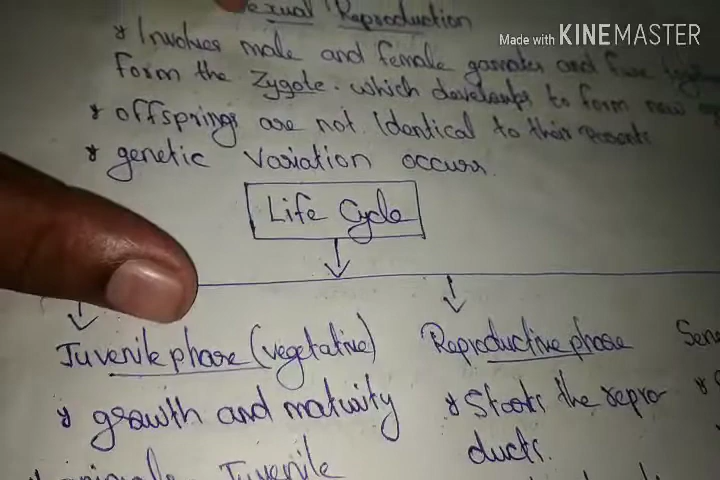 Sexual Reproduction
Made with KINEMASTER
* Involves male and female gametes and fuse
form the Zygote. which develops to form new
* offsprings are not Identical to their parents
* genetic variation occurs.
Life Cycle
Juvenile phase (vegetative)
Reproductive phase
* growth and maturity
* Starts the repro
ducts.
Juvenile